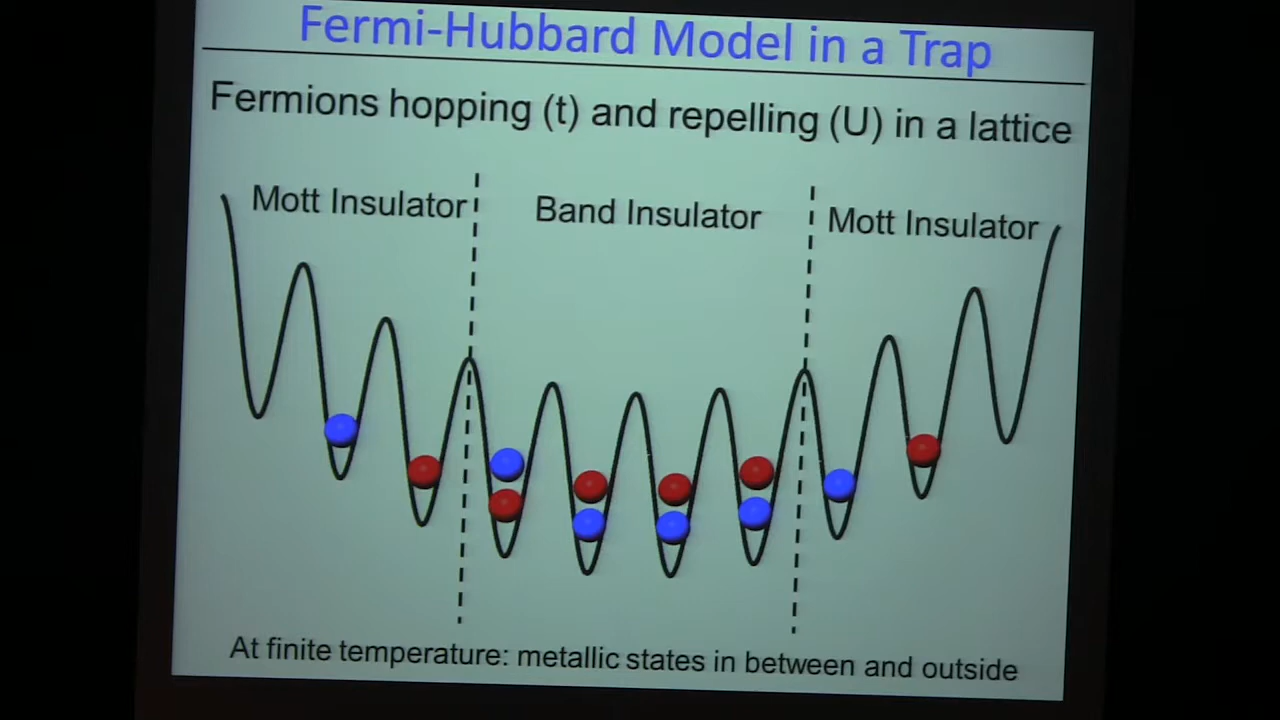 Fermi-Hubbard Model in a Trap
Fermions hopping (t) and repelling (U) in a lattice
Mott Insulator Band Insulator Mott Insulator
At finite temperature: metallic states in between and outside